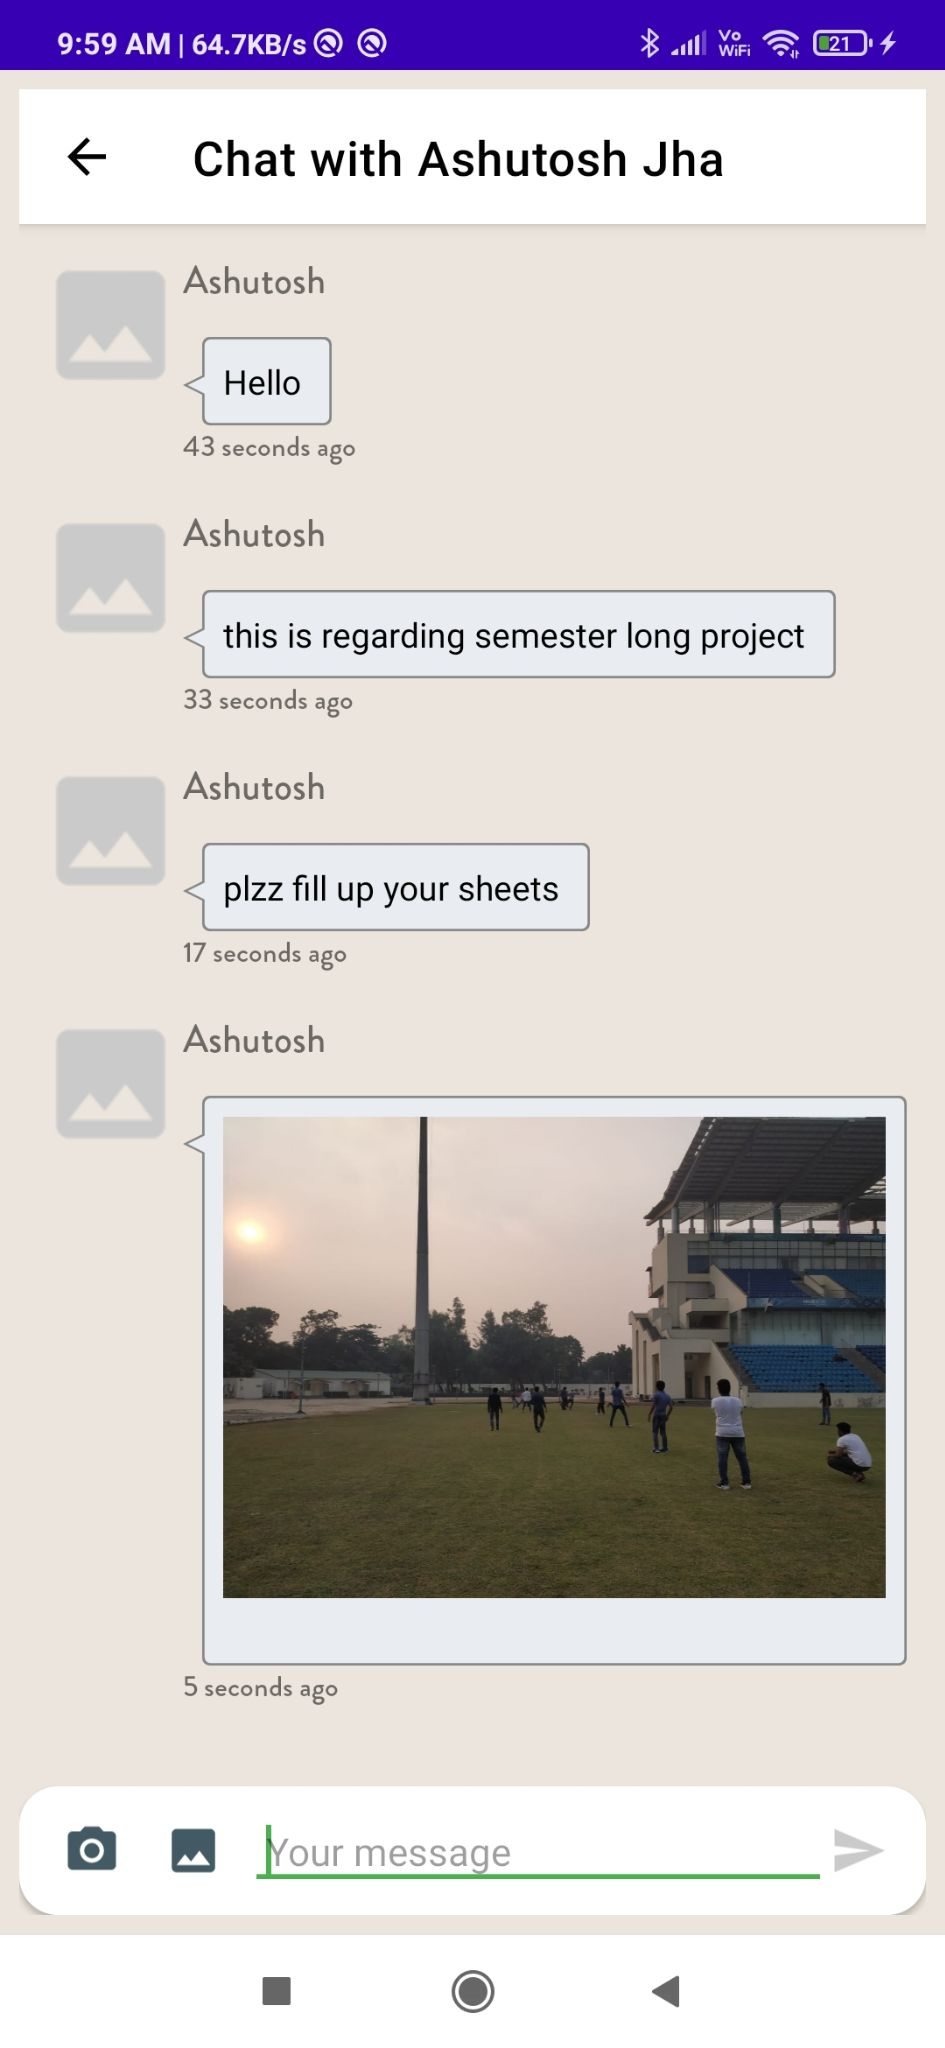 9:59 AM | 64.7KB/s
Vo
WiFi
21
Chat with Ashutosh Jha
Ashutosh
Hello
43 seconds ago
Ashutosh
this is regarding semester long project
33 seconds ago
Ashutosh
plzz fill up your sheets
17 seconds ago
Ashutosh
5 seconds ago
Your message